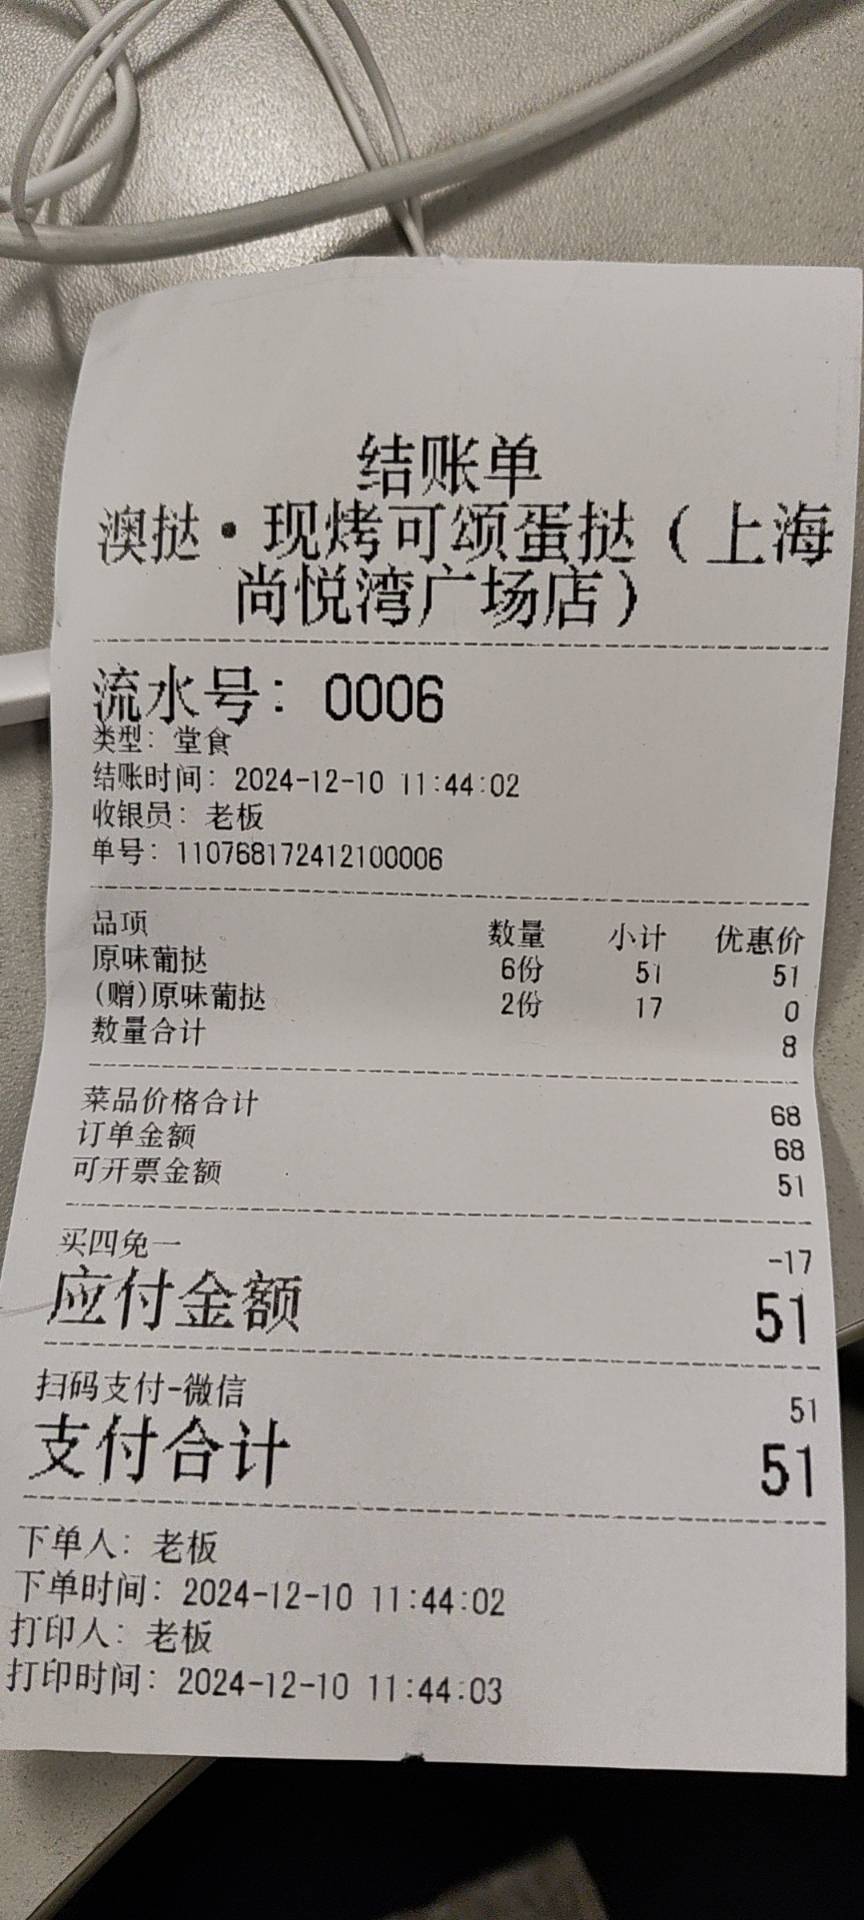 结账单
澳挞·现烤可颂蛋挞(上海
尚悦湾广场店)
流水号: 0006
类型: 堂食
结账时间: 2024-12-10 11:44:02
收银员: 老板
单号: 110768172412100006
品项 数量 小计 优惠价
原味葡挞 6份 51 51
(赠)原味葡挞 2份 17 0
数量合计 8
菜品价格合计 68
订单金额 68
可开票金额 51
买四免一 -17
应付金额 51
扫码支付-微信 51
支付合计 51
下单人: 老板
下单时间: 2024-12-10 11:44:02
打印人: 老板
打印时间: 2024-12-10 11:44:03